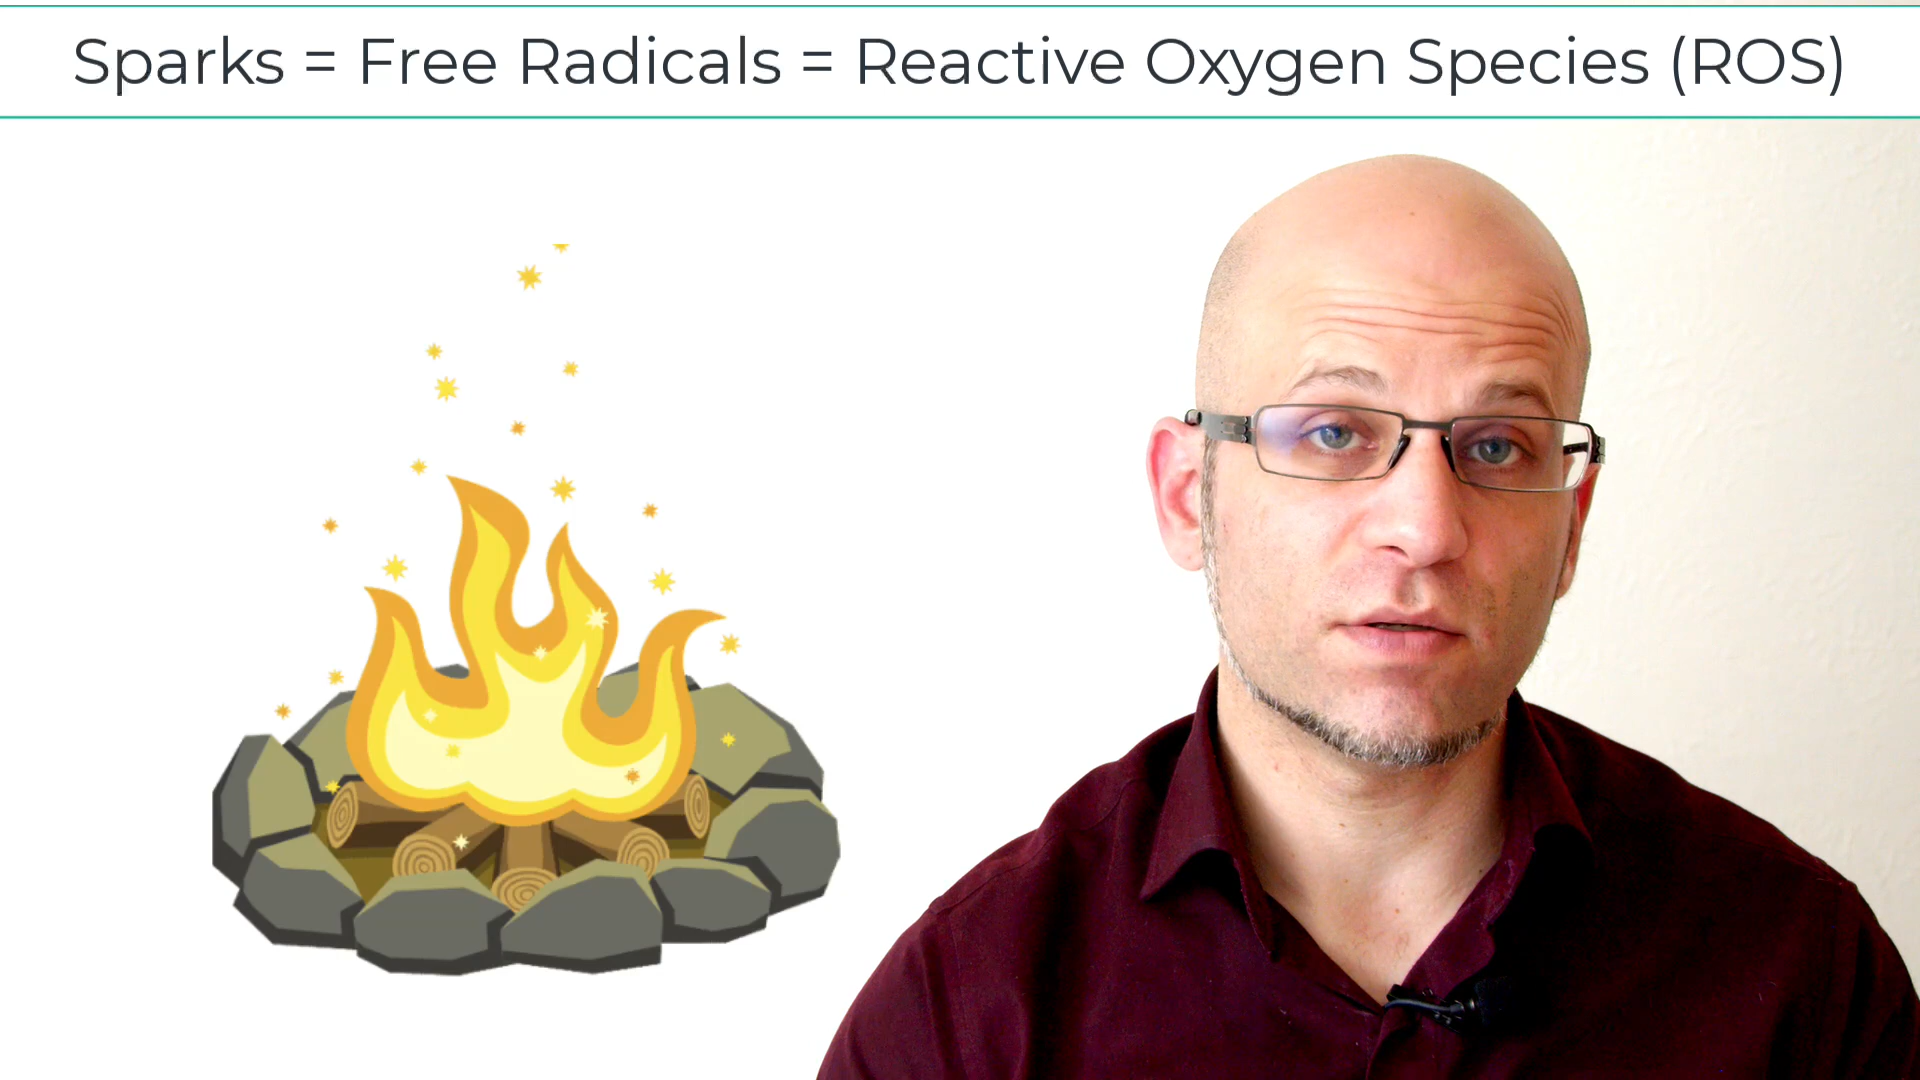 Sparks = Free Radicals = Reactive Oxygen Species (ROS)